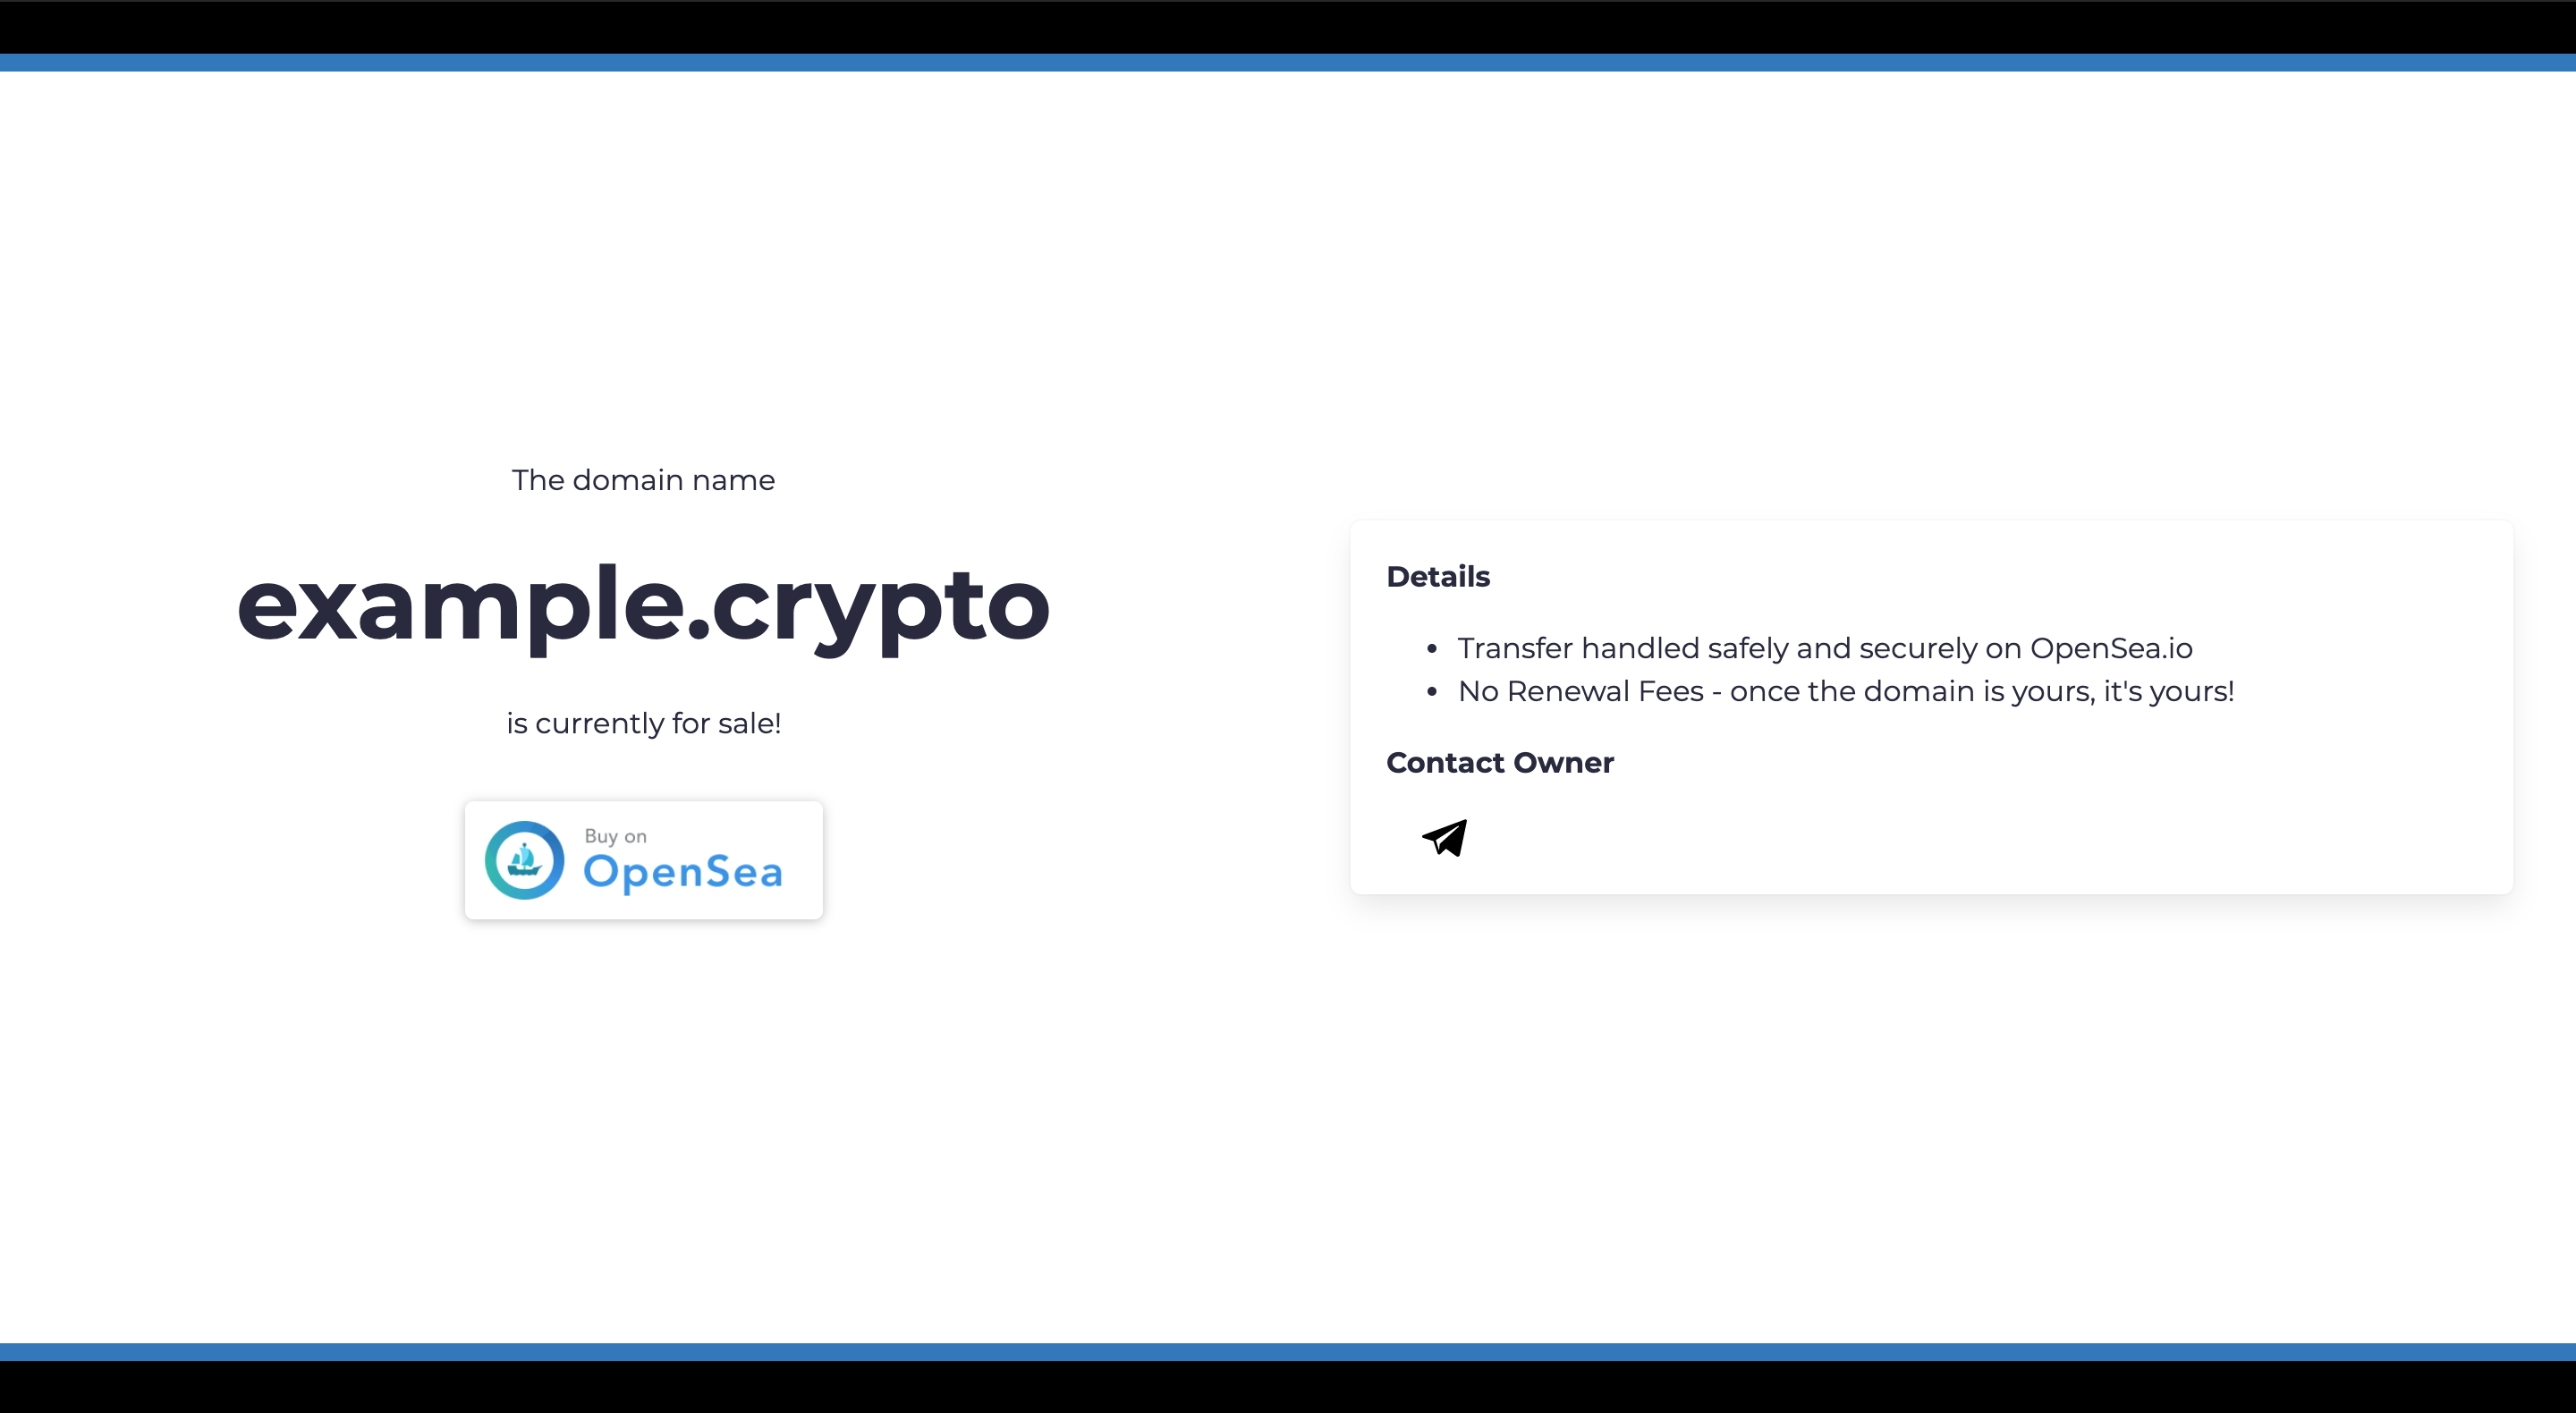 The domain name
example.crypto
is currently for sale!
Buy on
OpenSea
Details
• Transfer handled safely and securely on OpenSea.io
• No Renewal Fees - once the domain is yours, it's yours!
Contact Owner